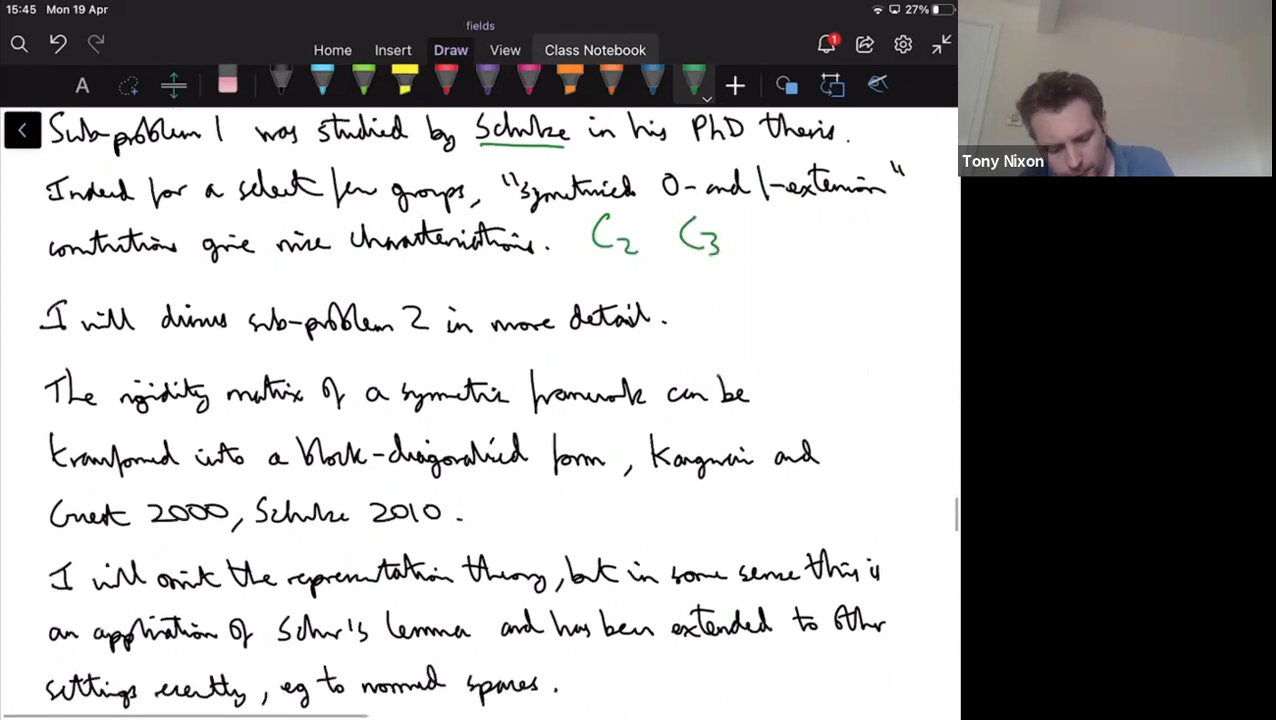 15:45 Mon 19 Apr
27%
fields
Home Insert Draw View Class Notebook
1
A
Sub-problem 1 was studied by Schulze in his PhD thesis.
Indeed for a select few groups, "symmetrised 0- and 1-extension"
constructions give nice characterisations. C2 C3
I will discuss sub-problem 2 in more detail.
The rigidity matrix of a symmetric framework can be
transformed into a block-diagonalised form, Kangwai and
Guest 2000, Schulze 2010.
I will omit the representation theory, but in some sense this is
an application of Schur's lemma and has been extended to other
settings recently, eg to normed spaces.
Tony Nixon